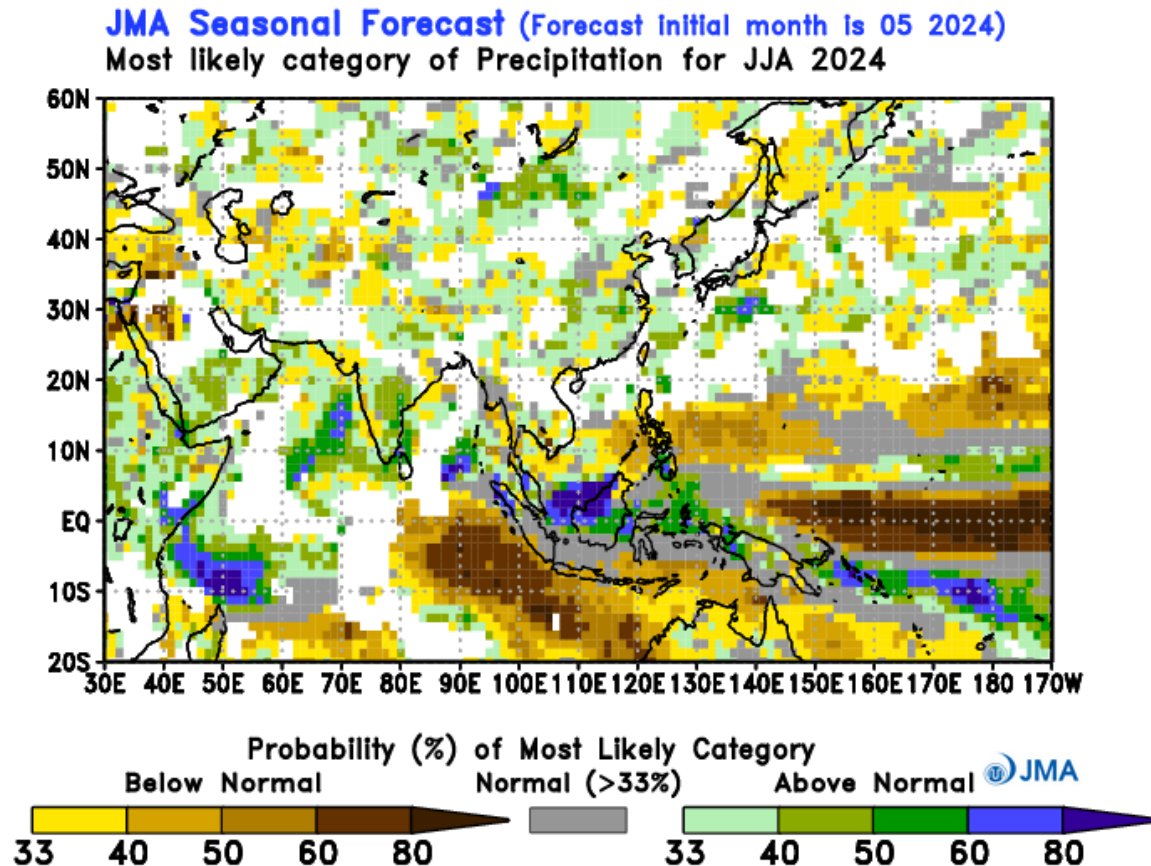 JMA Seasonal Forecast (Forecast initial month is 05 2024)
Most likely category of Precipitation for JJA 2024
60N
50N
40N
30N
20N
10N
EQ
10S
20S
30E 40E 50E 60E 70E 80E 90E 100E 110E 120E 130E 140E 150E 160E 170E 180 170W
Probability (%) of Most Likely Category
Below Normal Normal (>33%) Above Normal JMA
33 40 50 60 80 33 40 50 60 80